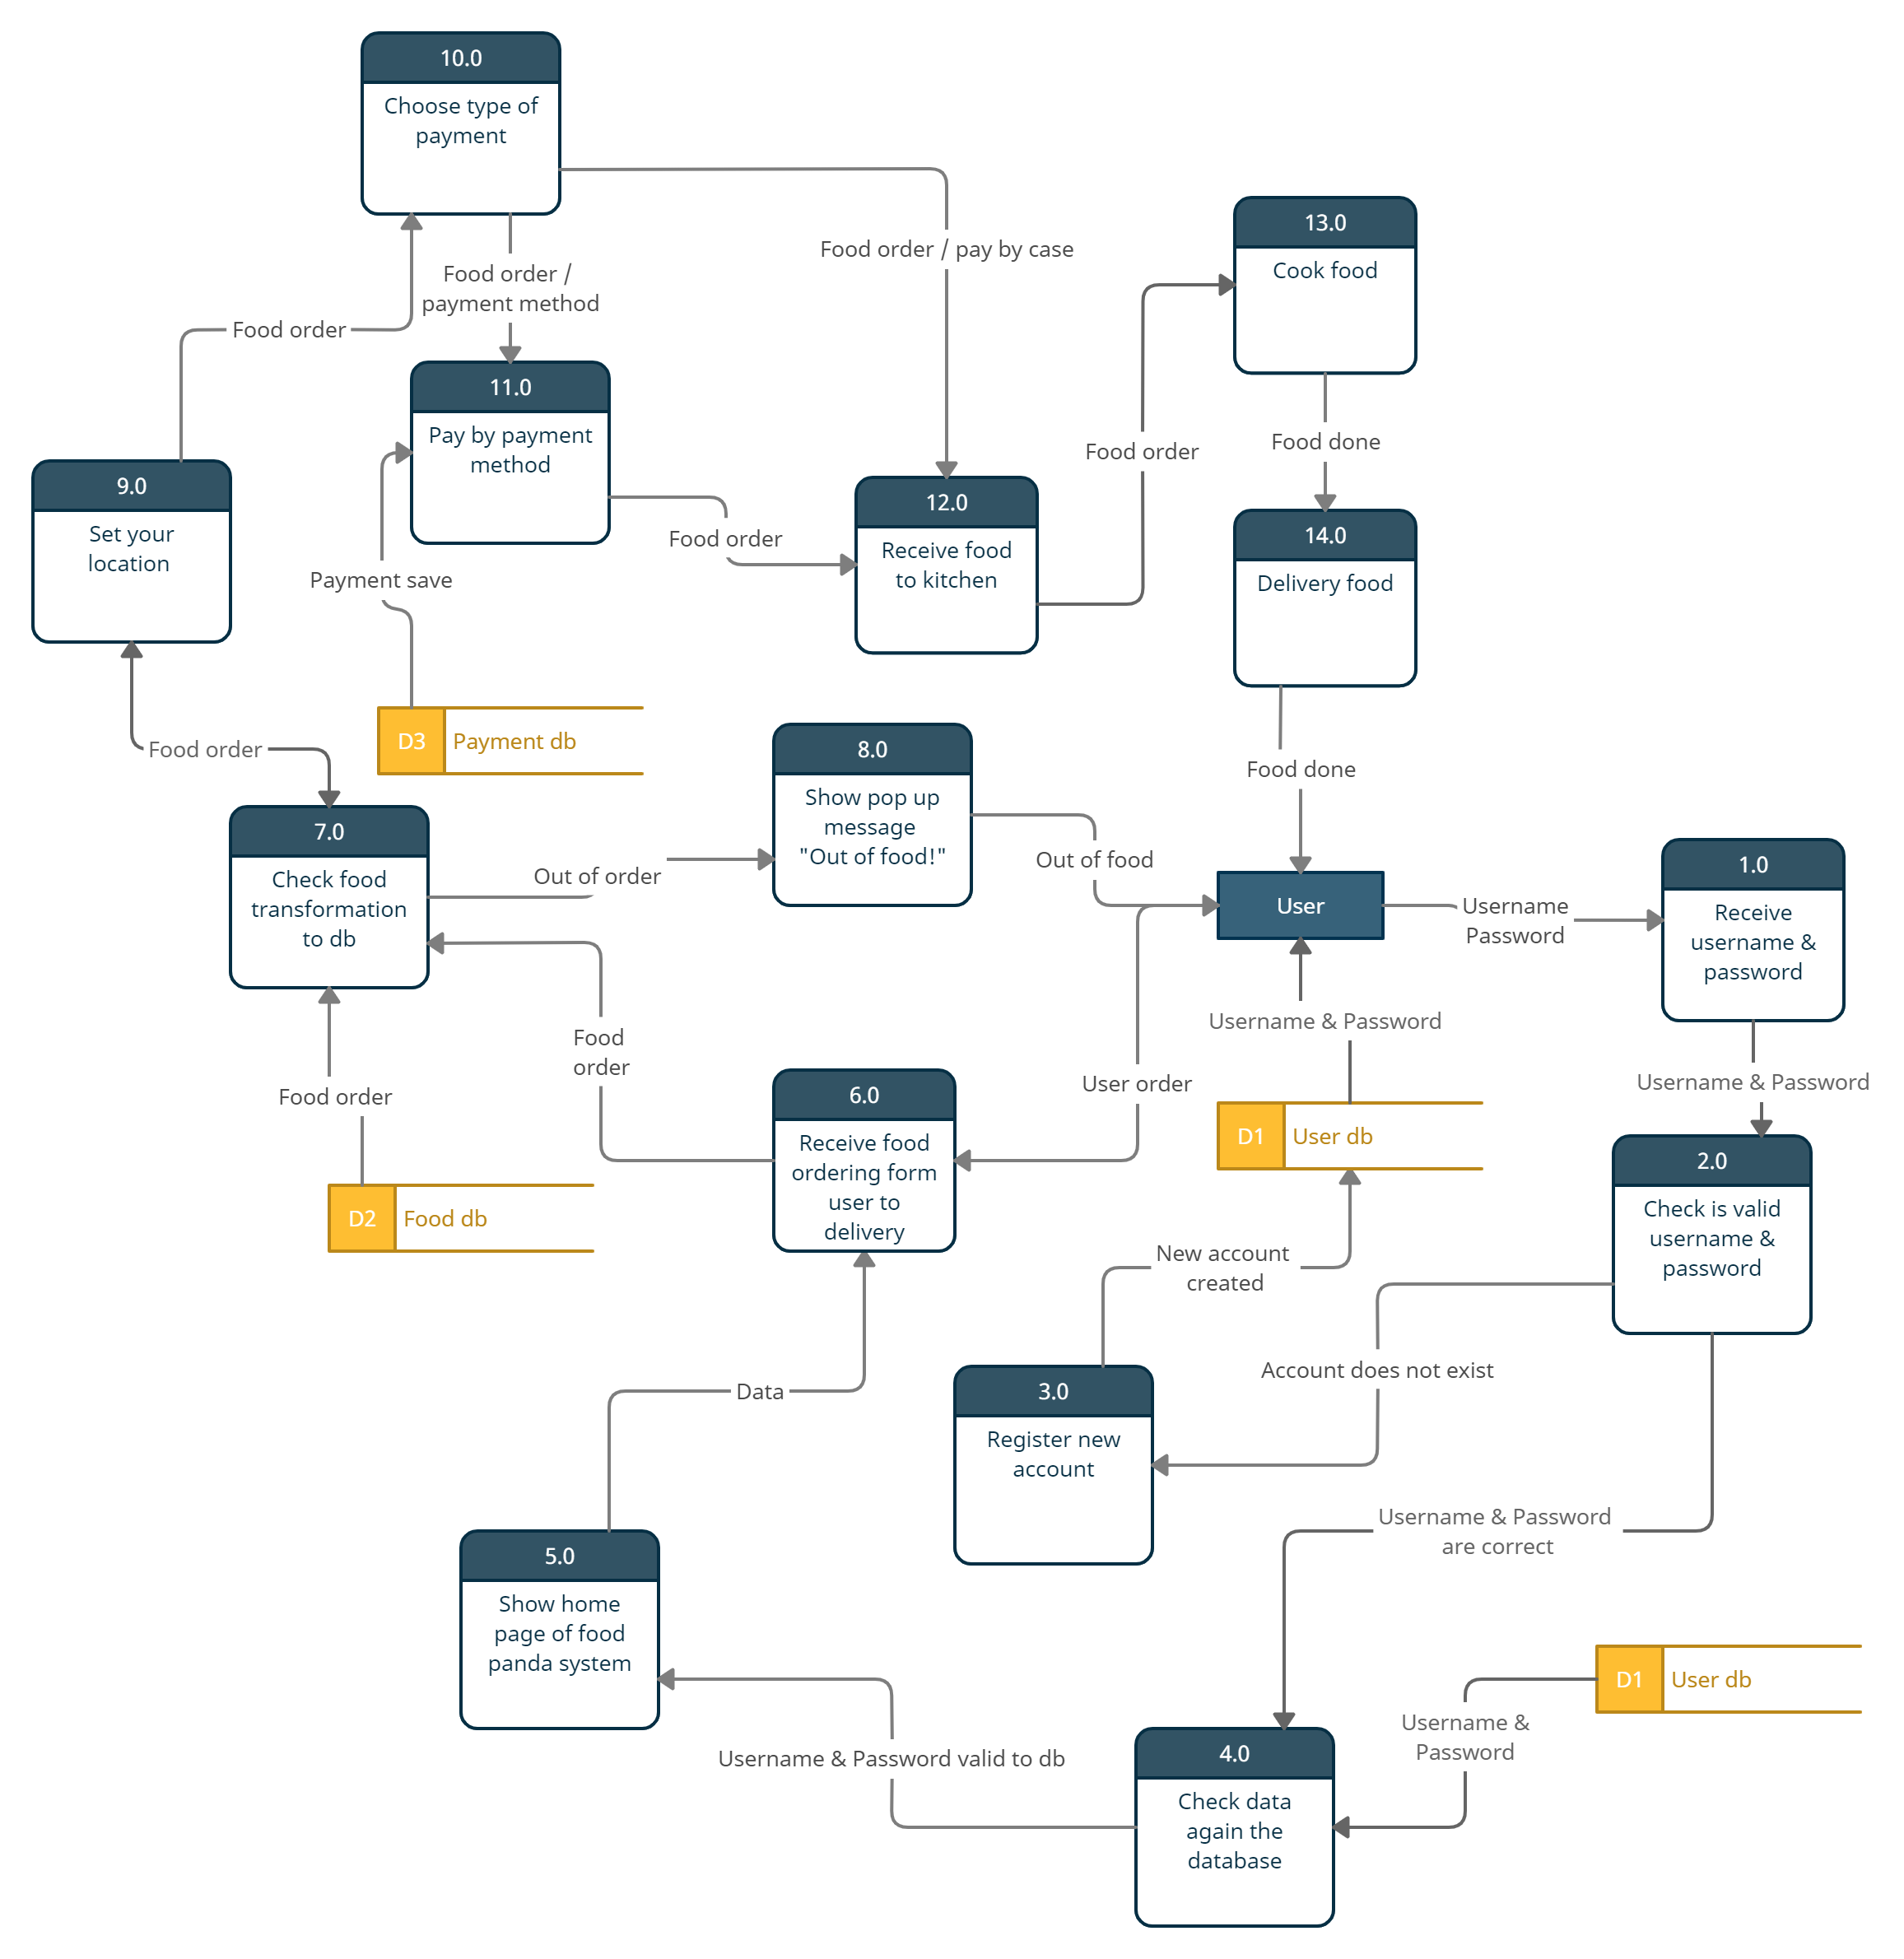 10.0
Choose type of
payment
13.0
Cook food
Food order / pay by case
Food order /
payment method
Food order
11.0
Pay by payment
method
Food order
Food done
9.0
Set your
location
12.0
Receive food
to kitchen
14.0
Delivery food
Food order
Payment save
D3
Payment db
Food order
8.0
Show pop up
message
"Out of food!"
Food done
7.0
Check food
transformation
to db
Out of order
Out of food
User
Username
Password
1.0
Receive
username &
password
Username & Password
Food
order
User order
Username & Password
Food order
6.0
Receive food
ordering form
user to
delivery
D1
User db
2.0
Check is valid
username &
password
D2
Food db
New account
created
Account does not exist
Data
3.0
Register new
account
Username & Password
are correct
5.0
Show home
page of food
panda system
D1
User db
Username &
Password
Username & Password valid to db
4.0
Check data
again the
database